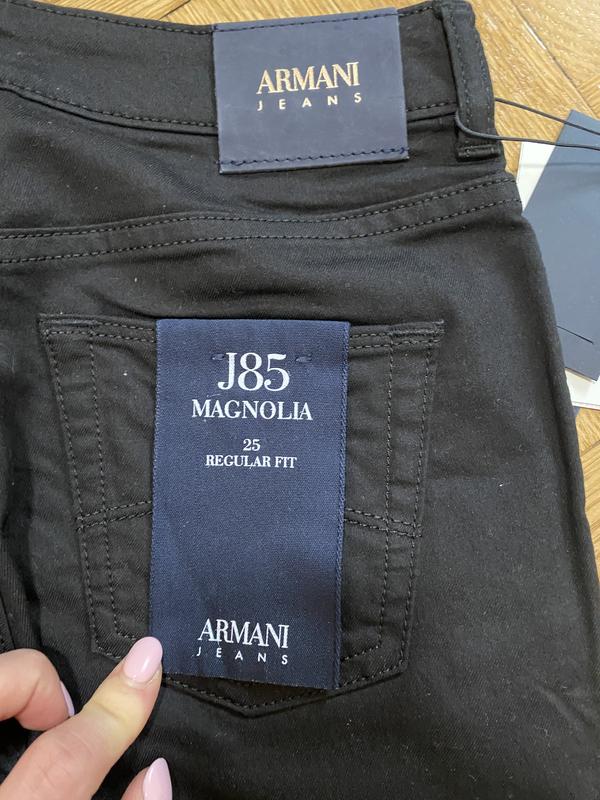 ARMANI
JEANS
J85
MAGNOLIA
25
REGULAR FIT
ARMANI
JEANS